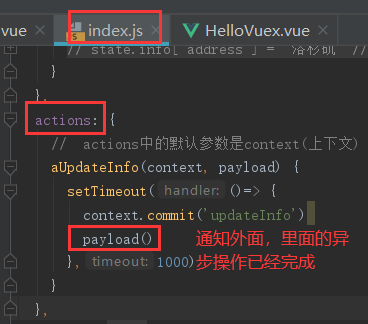 vue
index.js
HelloVuex.vue
// state.info[ address ] = 洛杉矶 //
}
},
actions: {
// actions中的默认参数是context(上下文)
aUpdateInfo(context, payload) {
setTimeout( handler: ()=> {
context.commit('updateInfo')
payload()
通知外面，里面的异
}, timeout: 1000)
步操作已经完成
}
},